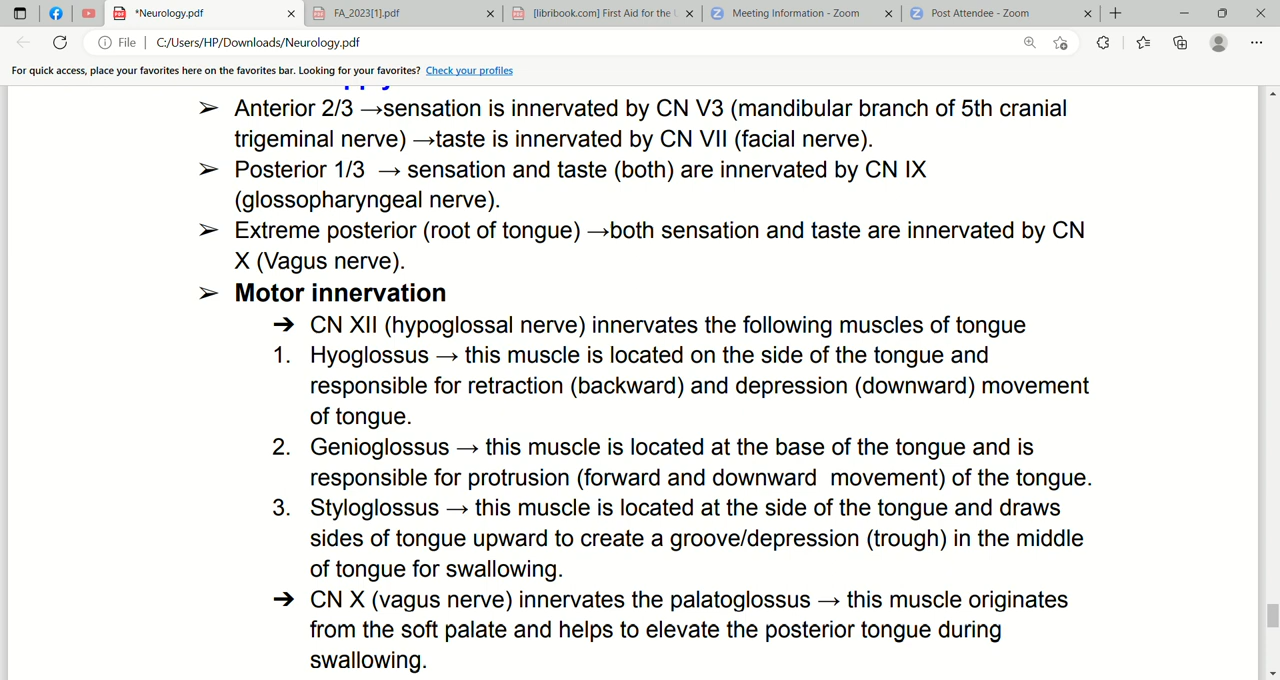 *Neurology.pdf
FA_2023[1].pdf
[libribook.com] First Aid for the
Meeting Information - Zoom
Post Attendee - Zoom
File
C:/Users/HP/Downloads/Neurology.pdf
For quick access, place your favorites here on the favorites bar. Looking for your favorites? Check your profiles
➢ Anterior 2/3 →sensation is innervated by CN V3 (mandibular branch of 5th cranial
trigeminal nerve) →taste is innervated by CN VII (facial nerve).
➢ Posterior 1/3 → sensation and taste (both) are innervated by CN IX
(glossopharyngeal nerve).
➢ Extreme posterior (root of tongue) →both sensation and taste are innervated by CN
X (Vagus nerve).
➢ Motor innervation
➔ CN XII (hypoglossal nerve) innervates the following muscles of tongue
1. Hyoglossus → this muscle is located on the side of the tongue and
responsible for retraction (backward) and depression (downward) movement
of tongue.
2. Genioglossus → this muscle is located at the base of the tongue and is
responsible for protrusion (forward and downward movement) of the tongue.
3. Styloglossus → this muscle is located at the side of the tongue and draws
sides of tongue upward to create a groove/depression (trough) in the middle
of tongue for swallowing.
➔ CN X (vagus nerve) innervates the palatoglossus → this muscle originates
from the soft palate and helps to elevate the posterior tongue during
swallowing.